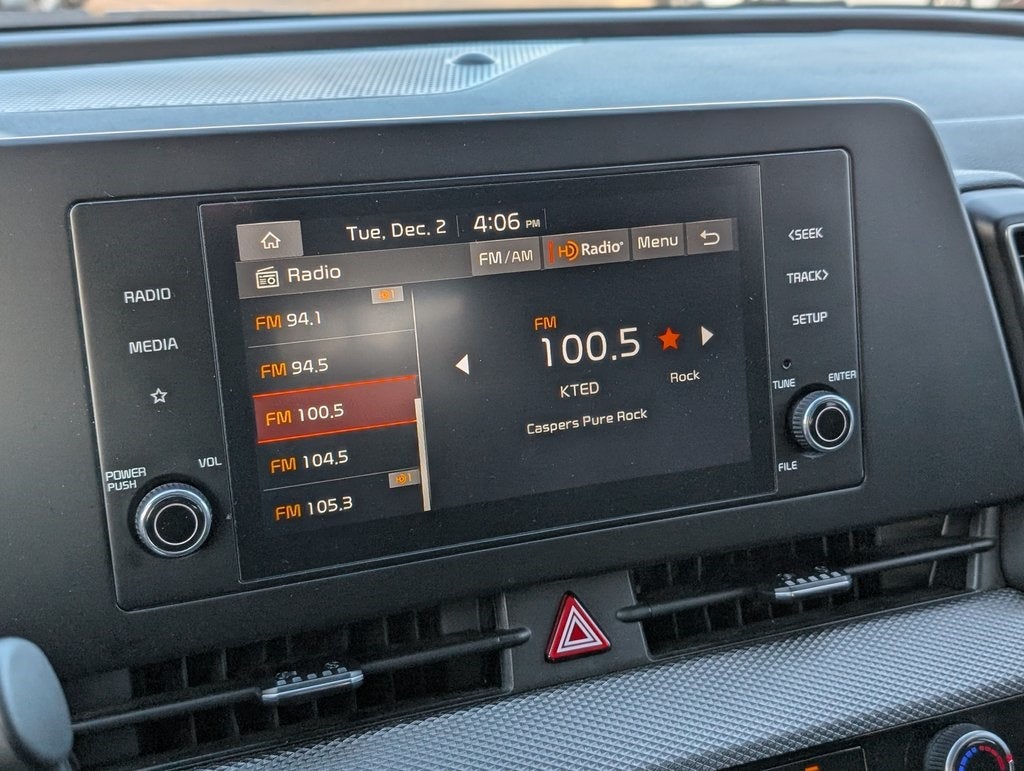 Tue, Dec. 2 4:06 PM
Radio FM/AM HD Radio® Menu
RADIO
MEDIA
POWER PUSH
VOL
HD1
FM 94.1
FM 94.5
FM 100.5
FM 104.5
HD1
FM 105.3
FM
100.5
KTED Rock
Caspers Pure Rock
<SEEK
TRACK>
SETUP
TUNE ENTER
FILE